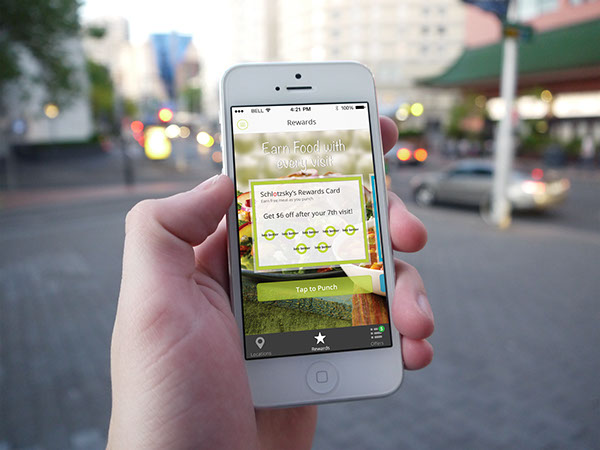 BELL 4:21 PM 100%
Rewards
Earn Food with
every visit
Schlotzsky's Rewards Card
Earn free meal as you punch
Get $6 off after your 7th visit!
Tap to Punch
Locations Rewards Offers